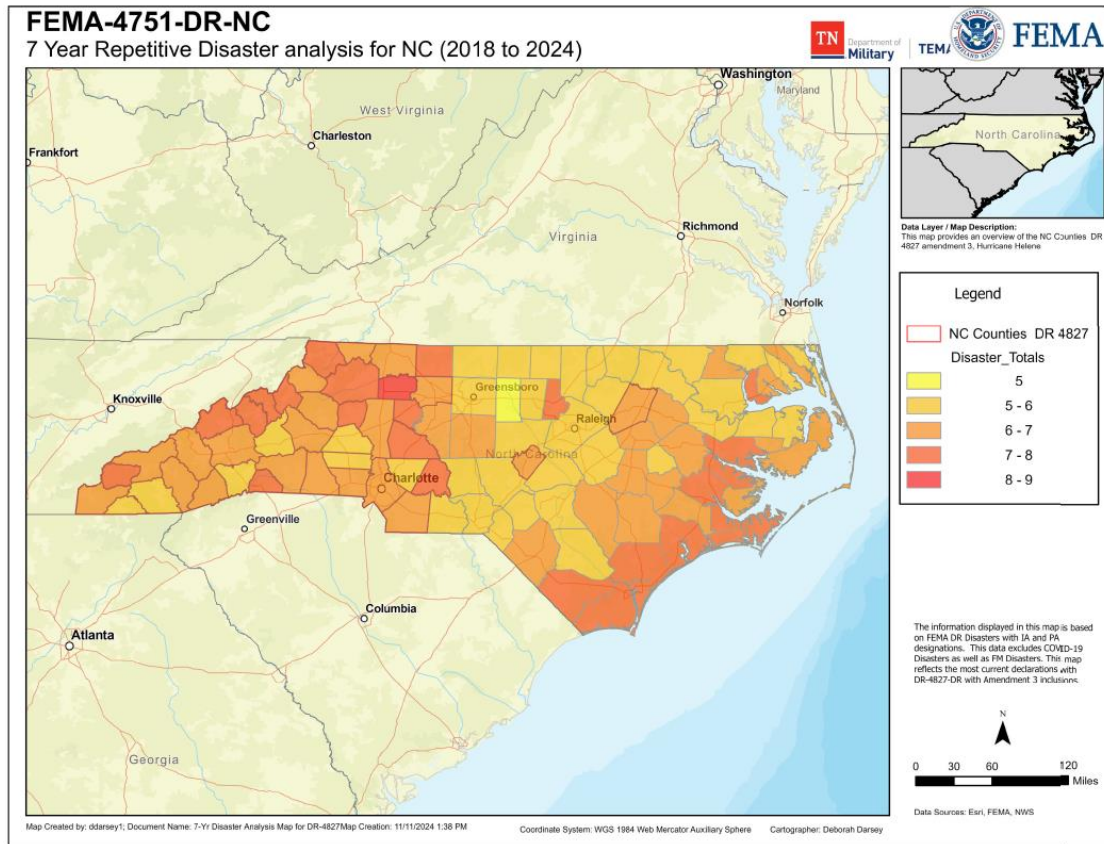 FEMA-4751-DR-NC
7 Year Repetitive Disaster analysis for NC (2018 to 2024)
TN
Department of
Military
TEMA
U.S. DEPARTMENT OF
HOMELAND SECURITY
FEMA
Washington
Maryland
West Virginia
Charleston
Frankfort
Richmond
Virginia
Norfolk
Knoxville
Greensboro
Raleigh
North Carolina
Charlotte
Greenville
Columbia
Atlanta
Georgia
North Carolina
Data Layer / Map Description:
This map provides an overview of the NC Counties DR
4827 amendment 3, Hurricane Helene
Legend
NC Counties DR 4827
Disaster_Totals
5
5 - 6
6 - 7
7 - 8
8 - 9
The information displayed in this map is based
on FEMA DR Disasters with IA and PA
designations. This data excludes COVID-19
Disasters as well as FM Disasters. This map
reflects the most current declarations with
DR-4827-DR with Amendment 3 inclusions.
N
0 30 60 120
Miles
Data Sources: Esri, FEMA, NWS
Map Created by: ddarsey1; Document Name: 7-Yr Disaster Analysis Map for DR-4827Map Creation: 11/11/2024 1:38 PM
Coordinate System: WGS 1984 Web Mercator Auxiliary Sphere
Cartographer: Deborah Darsey